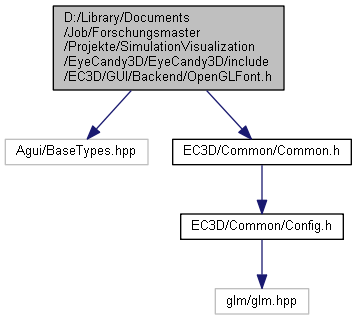 D:/Library/Documents
/Job/Forschungsmaster
/Projekte/SimulationVisualization
/EyeCandy3D/EyeCandy3D/include
/EC3D/GUI/Backend/OpenGLFont.h
Agui/BaseTypes.hpp
EC3D/Common/Common.h
EC3D/Common/Config.h
glm/glm.hpp